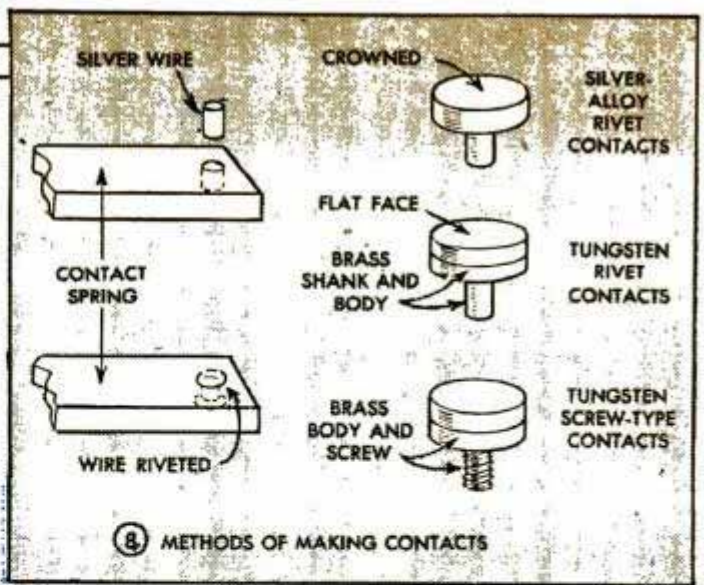 SILVER WIRE
CROWNED
SILVER-
ALLOY
RIVET
CONTACTS
FLAT FACE
BRASS
SHANK AND
BODY
TUNGSTEN
RIVET
CONTACTS
CONTACT
SPRING
BRASS
BODY AND
SCREW
TUNGSTEN
SCREW-TYPE
CONTACTS
WIRE RIVETED
8 METHODS OF MAKING CONTACTS